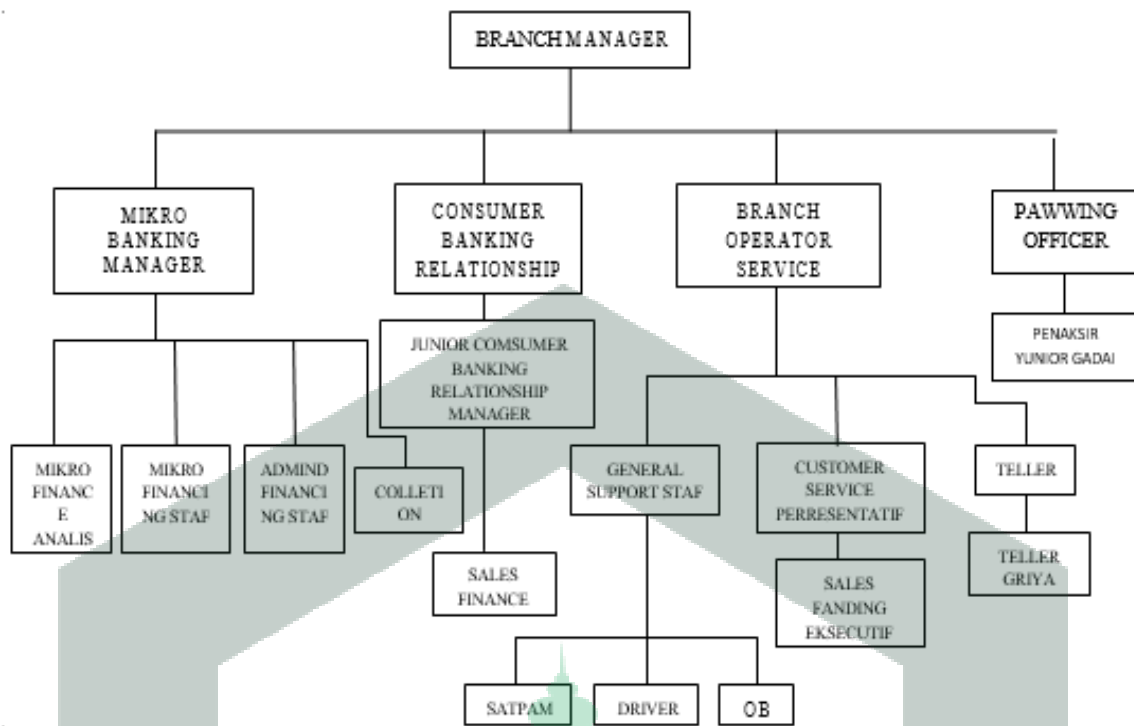 BRANCH MANAGER
MIKRO
BANKING
MANAGER
CONSUMER
BANKING
RELATIONSHIP
BRANCH
OPERATOR
SERVICE
PAWWING
OFFICER
JUNIOR COMSUMER
BANKING
RELATIONSHIP
MANAGER
PENAKSIR
YUNIOR GADAI
MIKRO
FINANC
E
ANALIS
MIKRO
FINANCI
NG STAF
ADMIND
FINANCI
NG STAF
COLLETI
ON
GENERAL
SUPPORT STAF
CUSTOMER
SERVICE
PERRESENTATIF
TELLER
SALES
FINANCE
SALES
FANDING
EKSECUTIF
TELLER
GRIYA
SATPAM
DRIVER
OB